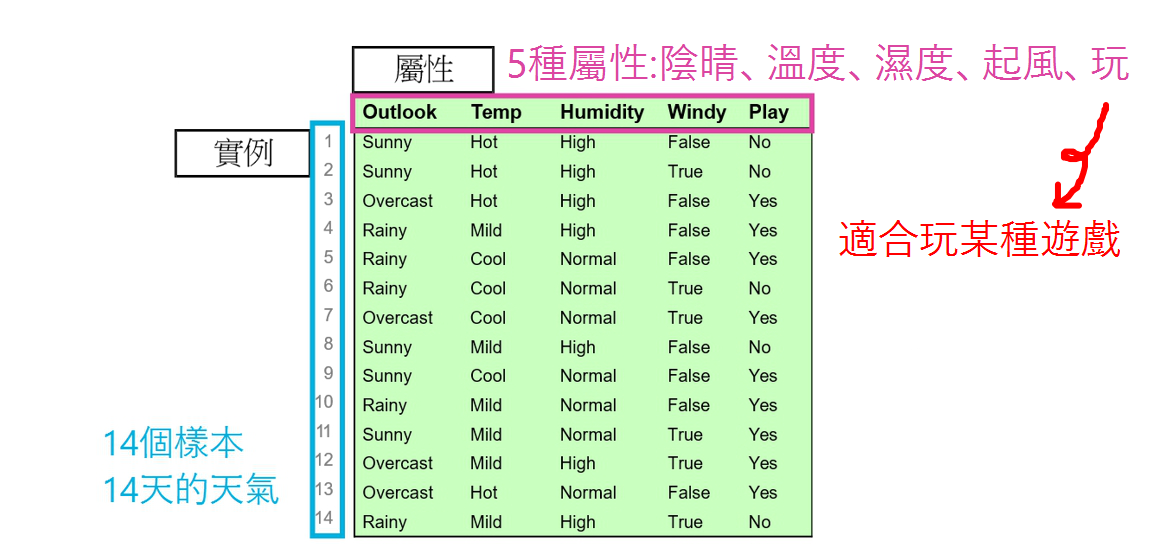 屬性 5種屬性:陰晴、溫度、濕度、起風、玩
Outlook Temp Humidity Windy Play
實例
1 Sunny Hot High False No
2 Sunny Hot High True No
3 Overcast Hot High False Yes
4 Rainy Mild High False Yes
適合玩某種遊戲
5 Rainy Cool Normal False Yes
6 Rainy Cool Normal True No
7 Overcast Cool Normal True Yes
8 Sunny Mild High False No
9 Sunny Cool Normal False Yes
10 Rainy Mild Normal False Yes
11 Sunny Mild Normal True Yes
12 Overcast Mild High True Yes
13 Overcast Hot Normal False Yes
14 Rainy Mild High True No
14個樣本
14天的天氣